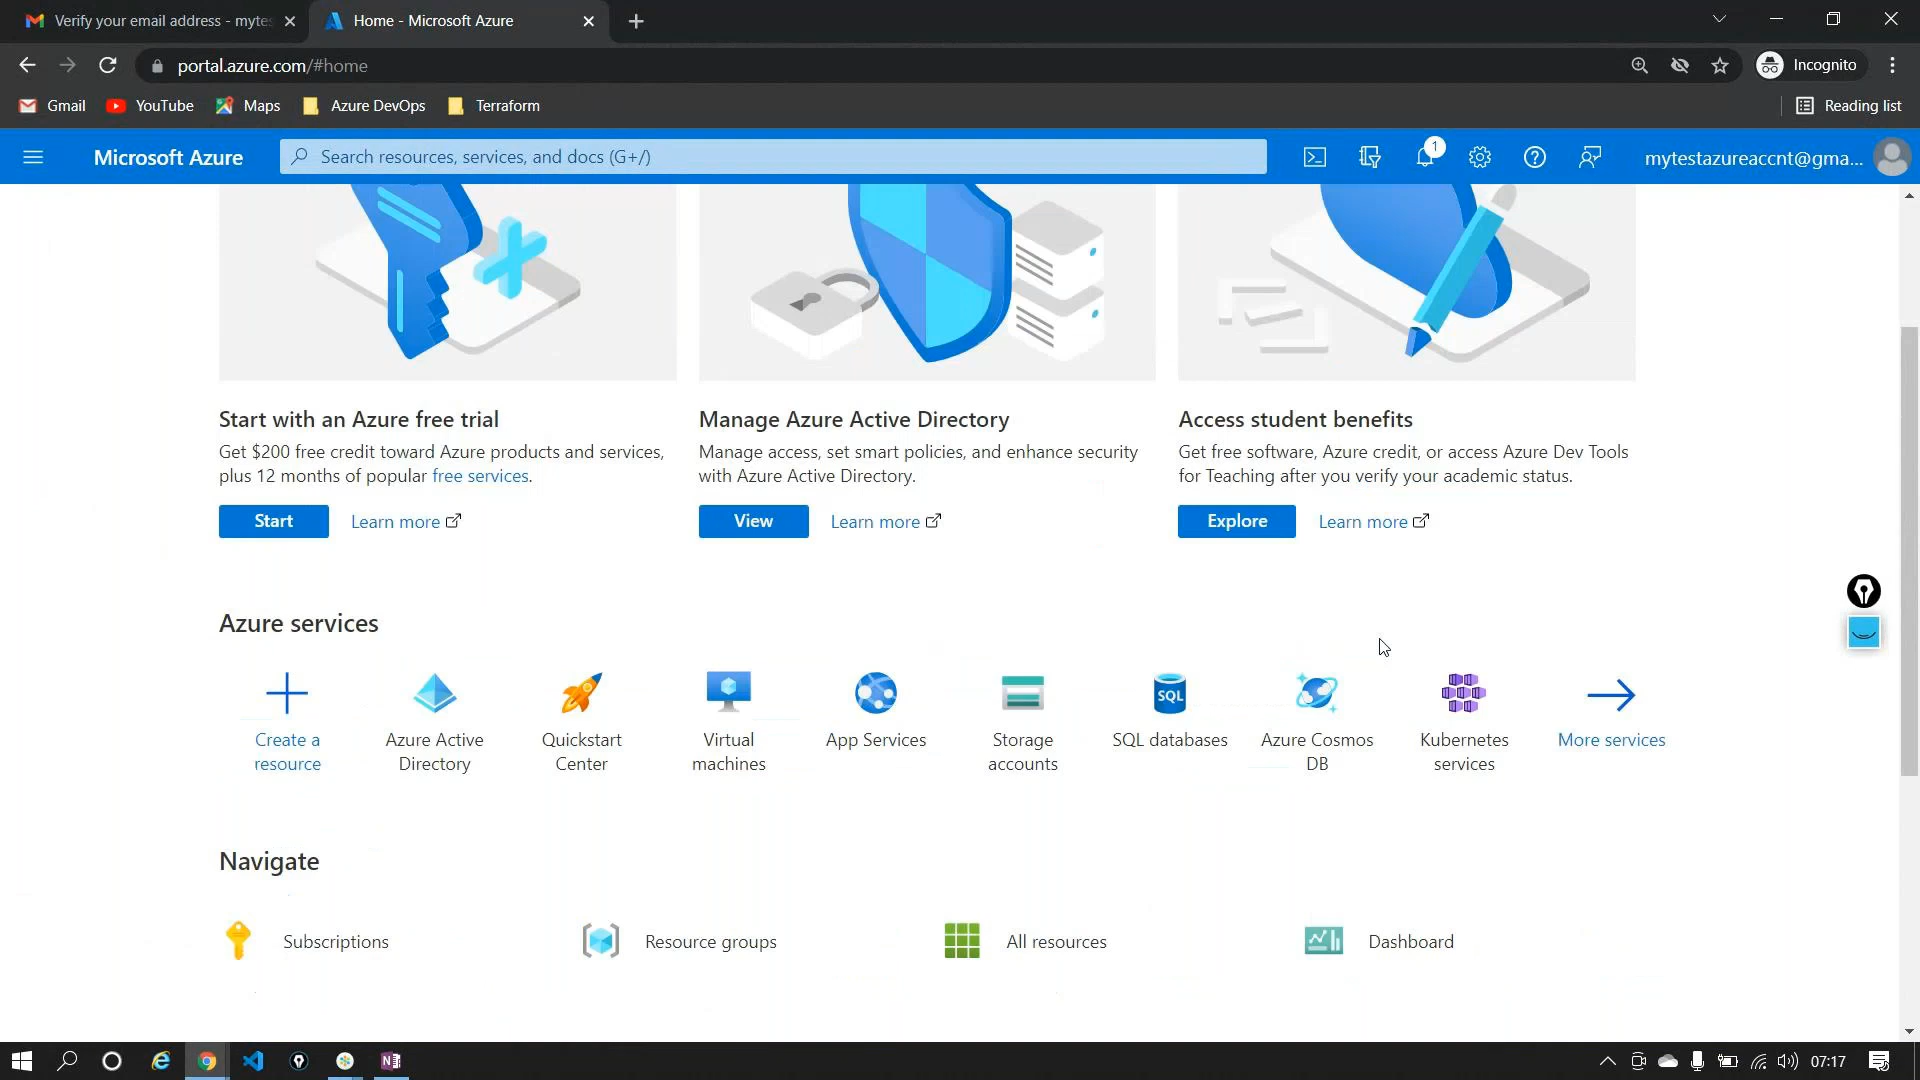 Verify your email address - mytes
Home - Microsoft Azure
portal.azure.com/#home
Incognito
Gmail
YouTube
Maps
Azure DevOps
Terraform
Reading list
Microsoft Azure
Search resources, services, and docs (G+/)
1
mytestazureaccnt@gma...
Start with an Azure free trial
Get $200 free credit toward Azure products and services,
plus 12 months of popular free services.
Start
Learn more
Manage Azure Active Directory
Manage access, set smart policies, and enhance security
with Azure Active Directory.
View
Learn more
Access student benefits
Get free software, Azure credit, or access Azure Dev Tools
for Teaching after you verify your academic status.
Explore
Learn more
Azure services
Create a
resource
Azure Active
Directory
Quickstart
Center
Virtual
machines
App Services
Storage
accounts
SQL
SQL databases
Azure Cosmos
DB
Kubernetes
services
More services
Navigate
Subscriptions
Resource groups
All resources
Dashboard
07:17